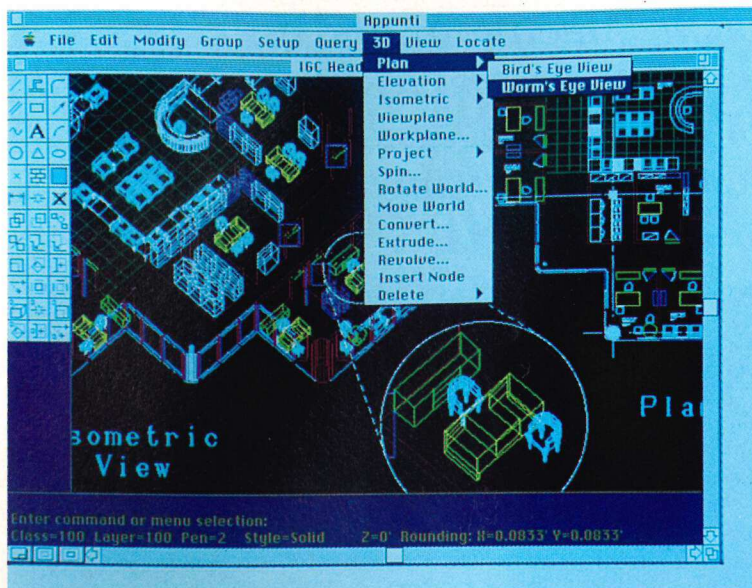 Appunti
File Edit Modify Group Setup Query 3D View Locate
IGC Head
Plan
Elevation
Isometric
Viewplane
Workplane...
Project
Spin...
Rotate World...
Move World
Convert...
Extrude...
Revolve...
Insert Node
Delete
Bird's Eye View
Worm's Eye View
A
sometric
View
Pla
Enter command or menu selection:
Class=100 Layer=100 Pen=2 Style=Solid Z=0' Rounding: X=0.0833' Y=0.0833'